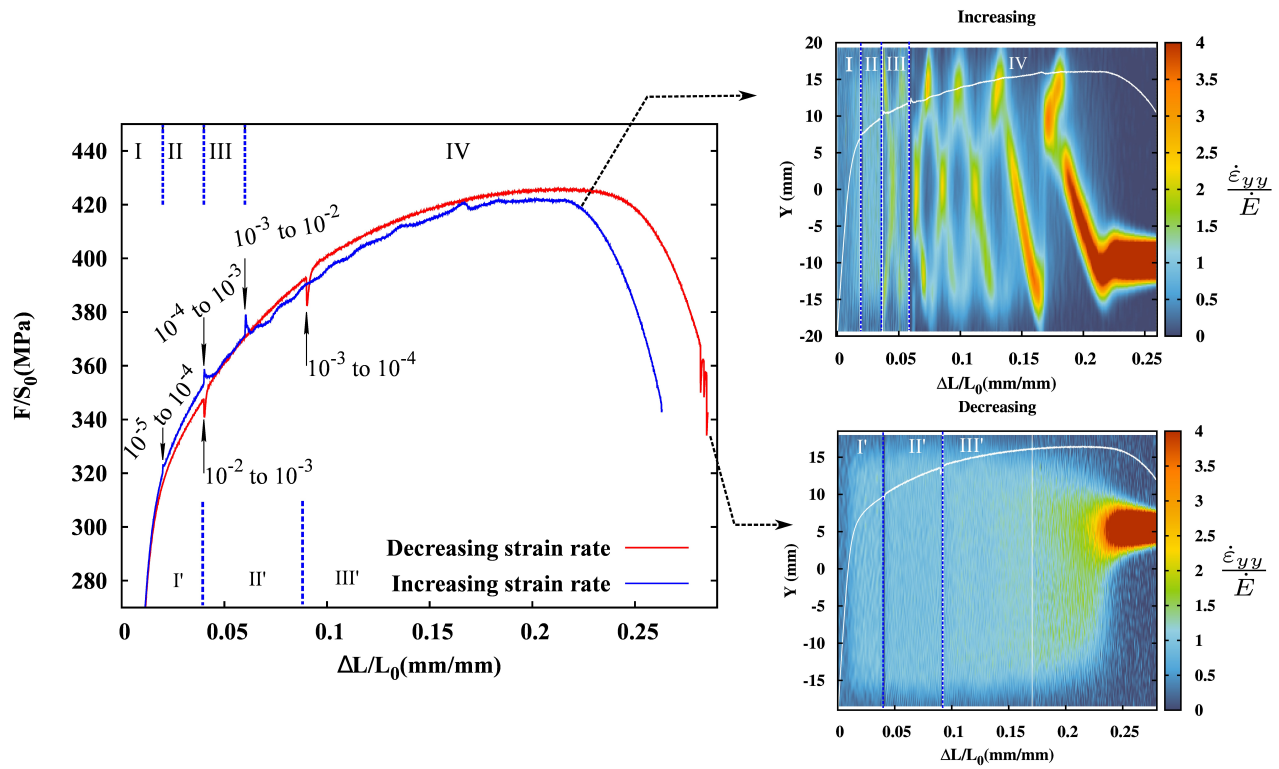 F/S₀(MPa)
440
420
400
380
360
340
320
300
280
I
II
III
IV
10⁻⁵ to 10⁻⁴
10⁻⁴ to 10⁻³
10⁻³ to 10⁻²
10⁻³ to 10⁻⁴
10⁻² to 10⁻³
Decreasing strain rate
Increasing strain rate
I'
II'
III'
0
0.05
0.1
0.15
0.2
0.25
ΔL/L₀(mm/mm)
Increasing
Y (mm)
20
15
10
5
0
-5
-10
-15
-20
I
II
III
IV
0
0.05
0.1
0.15
0.2
0.25
ΔL/L₀(mm/mm)
4
3.5
3
2.5
2
1.5
1
0.5
0
ε̇yy
Ė
Decreasing
Y (mm)
15
10
5
0
-5
-10
-15
I'
II'
III'
0
0.05
0.1
0.15
0.2
0.25
ΔL/L₀(mm/mm)
4
3.5
3
2.5
2
1.5
1
0.5
0
ε̇yy
Ė